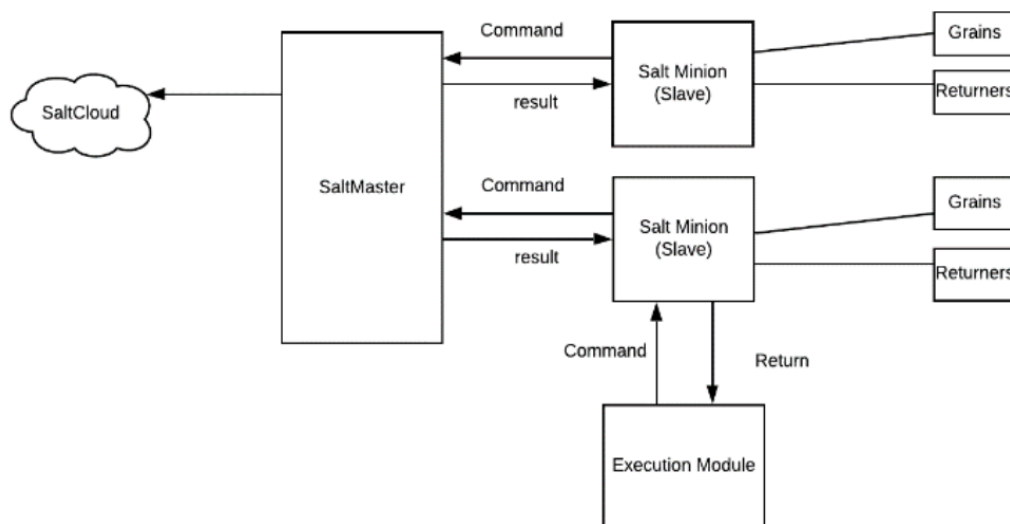 Command
Grains
Salt Minion
(Slave)
Returners
result
SaltCloud
SaltMaster
Command
Grains
Salt Minion
(Slave)
result
Returners
Command
Return
Execution Module